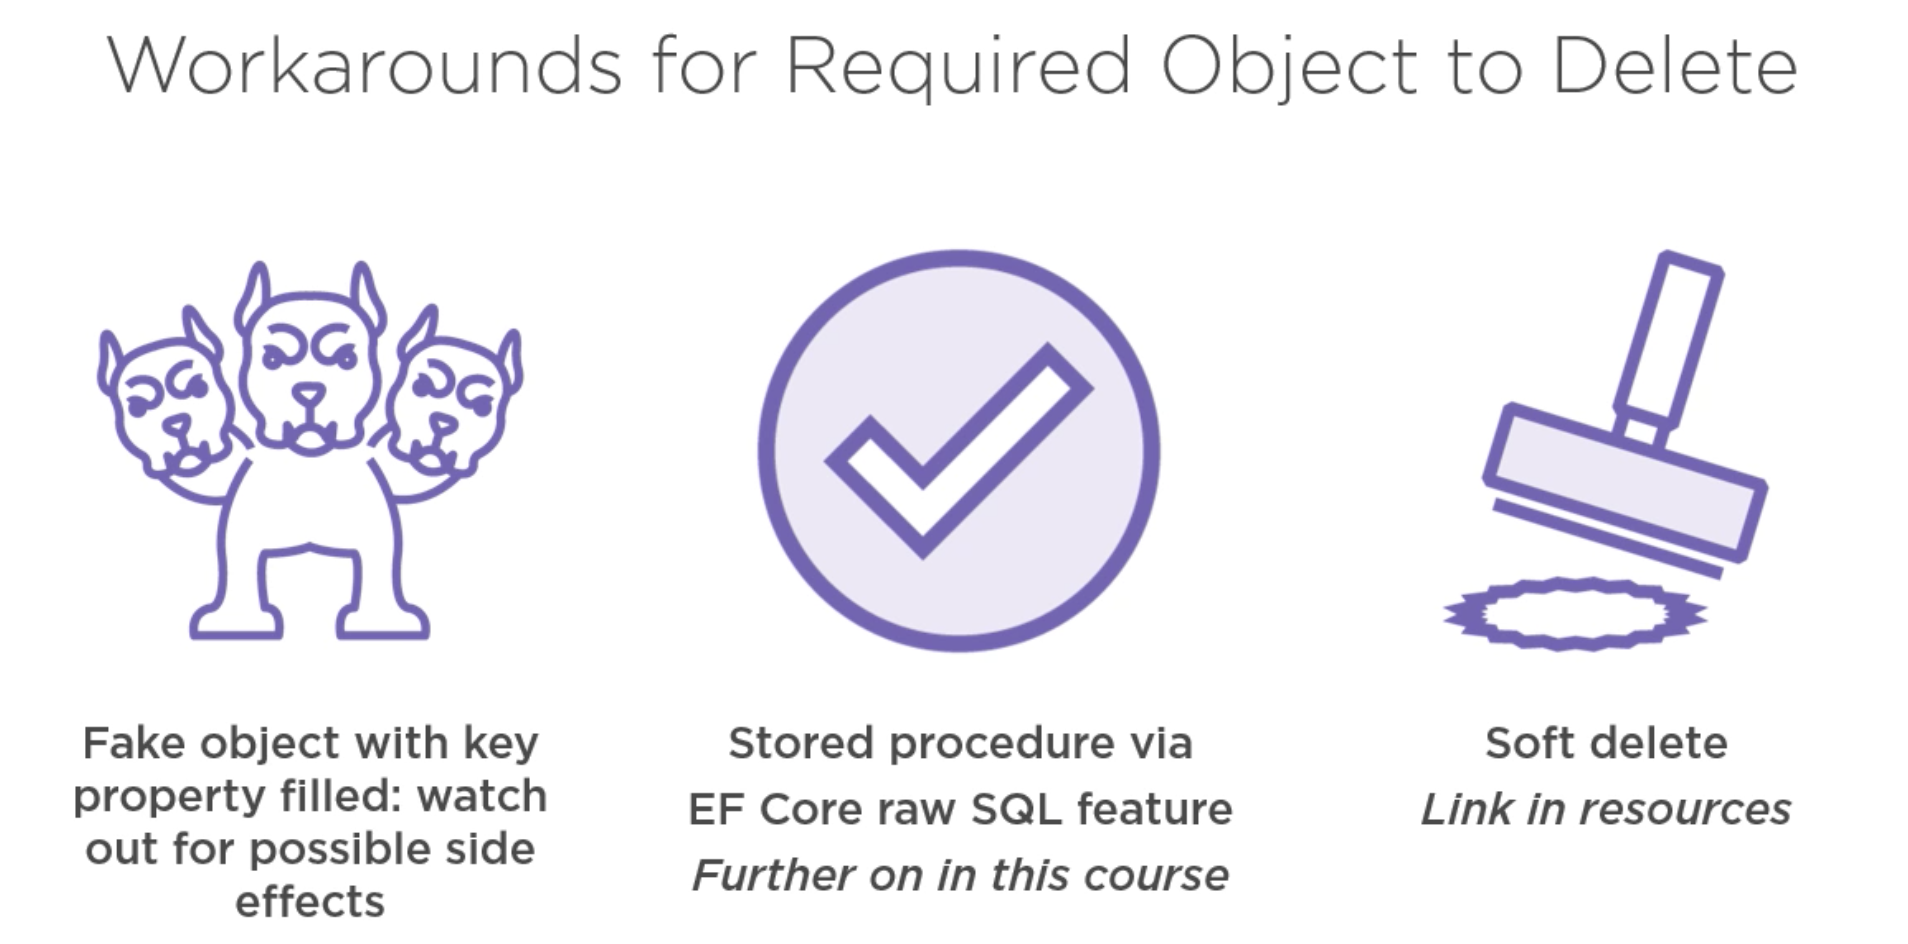 Workarounds for Required Object to Delete
Fake object with key
property filled: watch
out for possible side
effects
Stored procedure via
EF Core raw SQL feature
Further on in this course
Soft delete
Link in resources